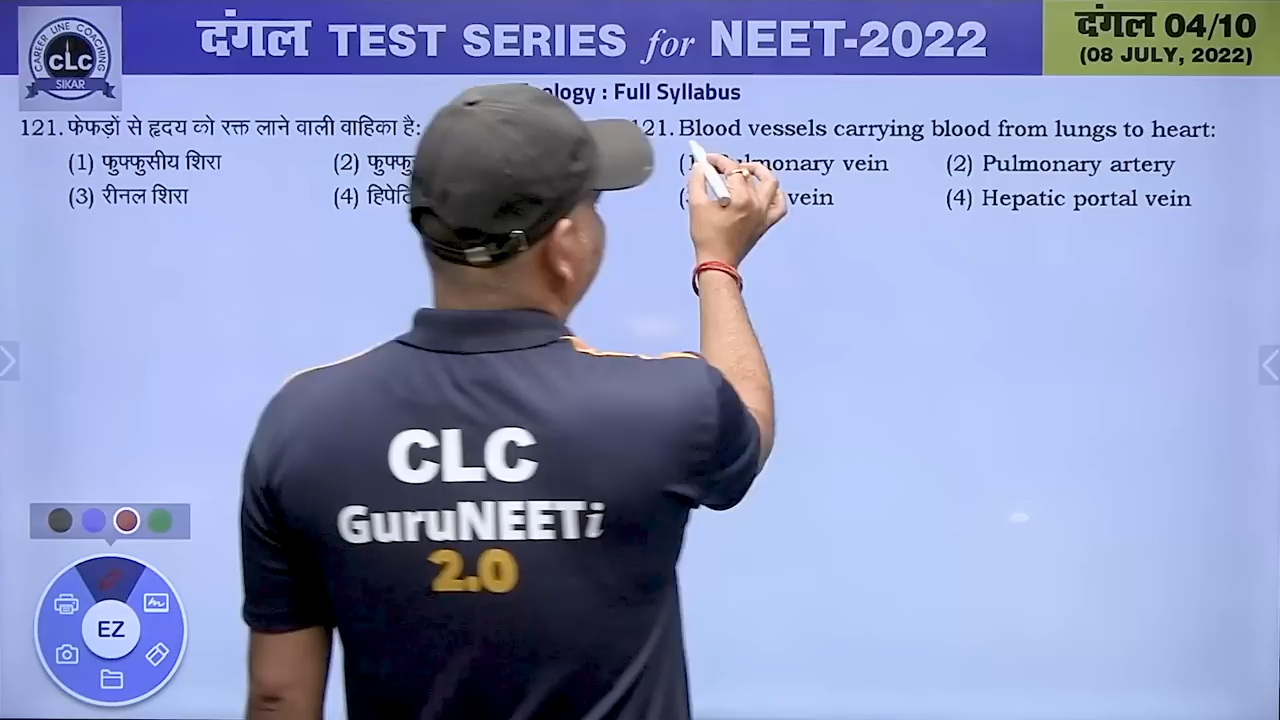 CAREER LINE COACHING
CLC
SIKAR
दंगल TEST SERIES for NEET-2022
दंगल 04/10
(08 JULY, 2022)
: Full Syllabus
121. फेफड़ों से हृदय को रक्त लाने वाली वाहिका है:
(1) फुफ्फुसीय शिरा (2)
(3) रीनल शिरा (4)
121. Blood vessels carrying blood from lungs to heart:
(1) Pulmonary vein (2) Pulmonary artery
vein (4) Hepatic portal vein
CLC
GuruNEETi
2.0
EZ